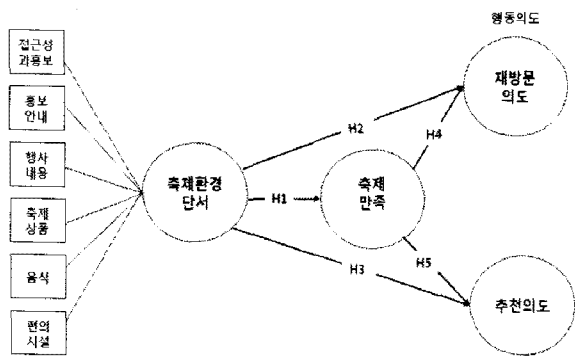 행동의도
접근성
과홍보
홍보
안내
행사
내용
축제
상품
음식
편의
시설
축제환경
단서
H1
H2
H3
축제
만족
H4
H5
재방문
의도
추천의도